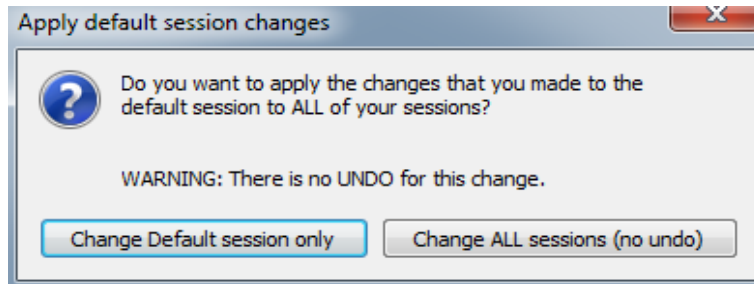 Apply default session changes
Do you want to apply the changes that you made to the
default session to ALL of your sessions?
WARNING: There is no UNDO for this change.
Change Default session only
Change ALL sessions (no undo)